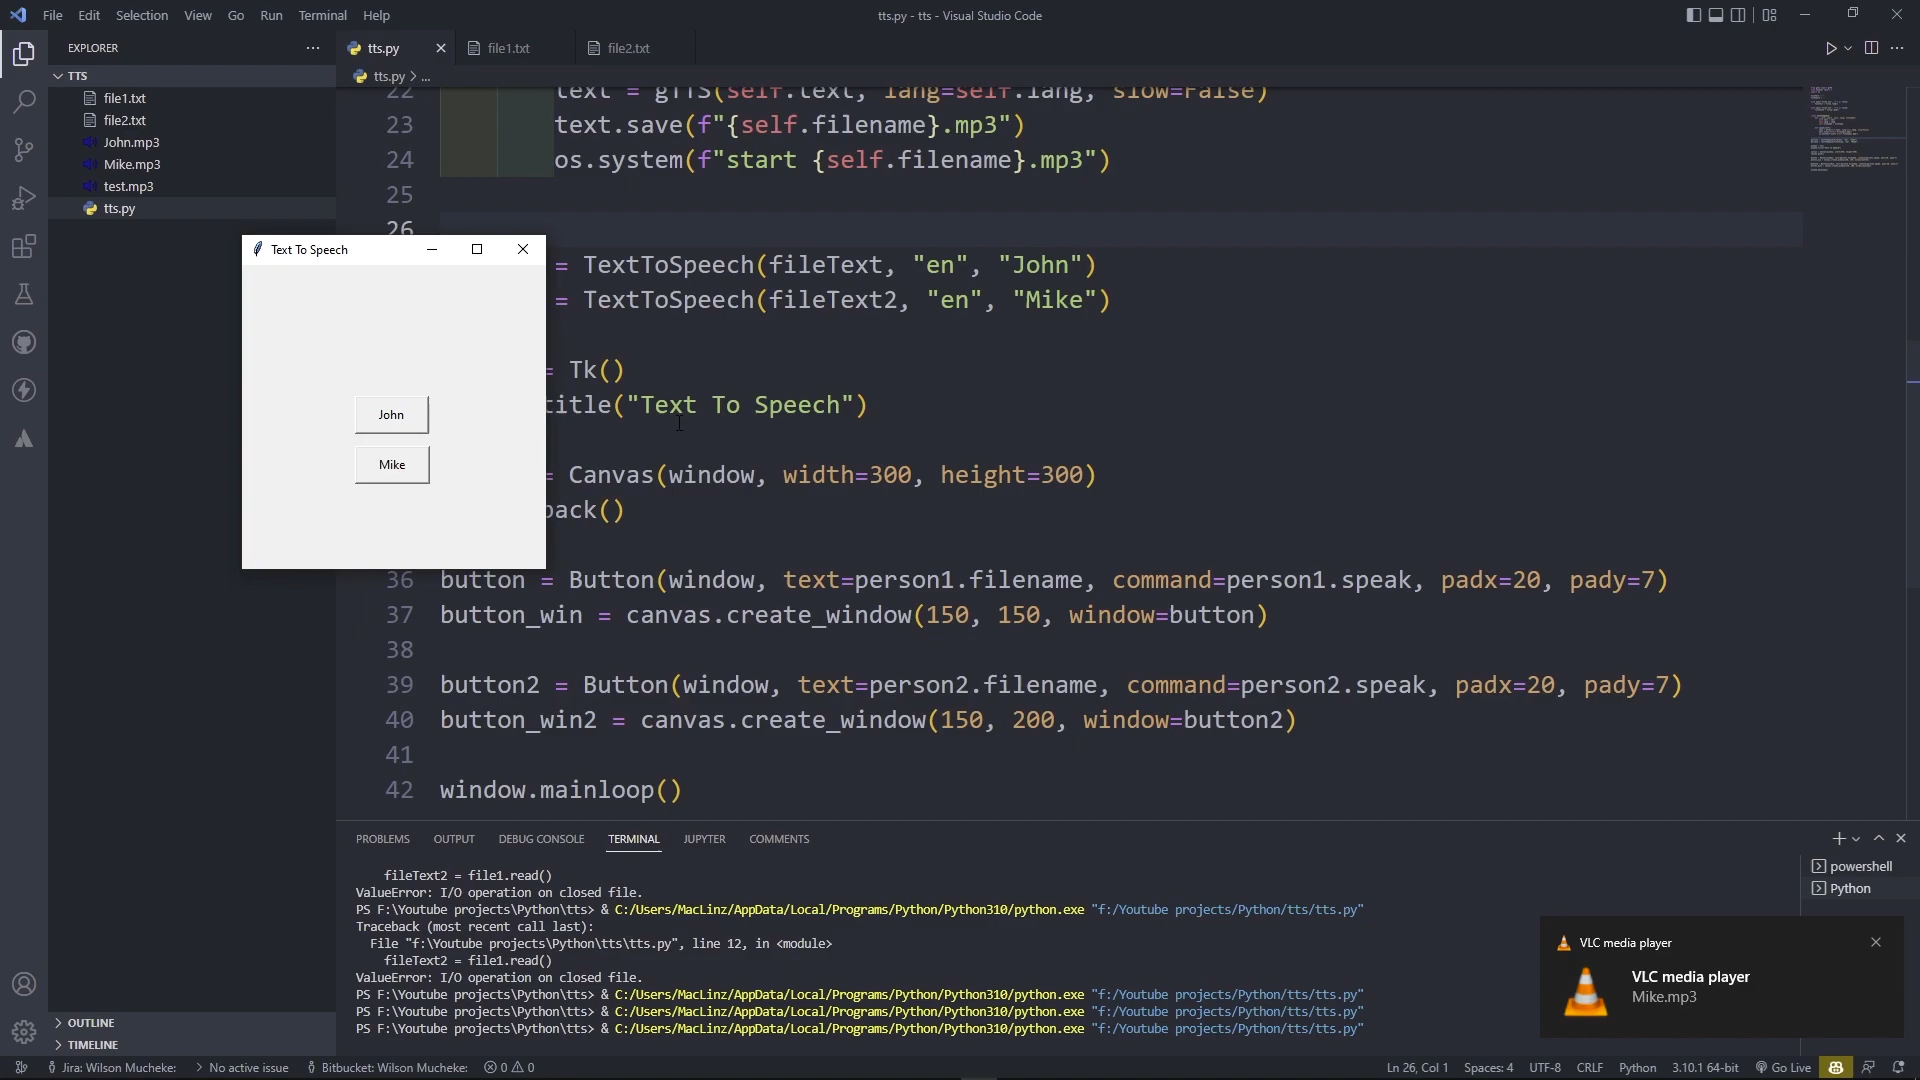 File Edit Selection View Go Run Terminal Help
tts.py - tts - Visual Studio Code
EXPLORER
TTS
file1.txt
file2.txt
John.mp3
Mike.mp3
test.mp3
tts.py
OUTLINE
TIMELINE
tts.py file1.txt file2.txt
tts.py > ...
22 text = gTTS(self.text, lang=self.lang, slow=False)
23 text.save(f"{self.filename}.mp3")
24 os.system(f"start {self.filename}.mp3")
25
26
= TextToSpeech(fileText, "en", "John")
= TextToSpeech(fileText2, "en", "Mike")
= Tk()
title("Text To Speech")
= Canvas(window, width=300, height=300)
pack()
36 button = Button(window, text=person1.filename, command=person1.speak, padx=20, pady=7)
37 button_win = canvas.create_window(150, 150, window=button)
38
39 button2 = Button(window, text=person2.filename, command=person2.speak, padx=20, pady=7)
40 button_win2 = canvas.create_window(150, 200, window=button2)
41
42 window.mainloop()
Text To Speech
John
Mike
PROBLEMS OUTPUT DEBUG CONSOLE TERMINAL JUPYTER COMMENTS
fileText2 = file1.read()
ValueError: I/O operation on closed file.
PS F:\Youtube projects\Python\tts> & C:/Users/MacLinz/AppData/Local/Programs/Python/Python310/python.exe "f:/Youtube projects/Python/tts/tts.py"
Traceback (most recent call last):
File "f:\Youtube projects\Python\tts\tts.py", line 12, in <module>
fileText2 = file1.read()
ValueError: I/O operation on closed file.
PS F:\Youtube projects\Python\tts> & C:/Users/MacLinz/AppData/Local/Programs/Python/Python310/python.exe "f:/Youtube projects/Python/tts/tts.py"
PS F:\Youtube projects\Python\tts> & C:/Users/MacLinz/AppData/Local/Programs/Python/Python310/python.exe "f:/Youtube projects/Python/tts/tts.py"
PS F:\Youtube projects\Python\tts> & C:/Users/MacLinz/AppData/Local/Programs/Python/Python310/python.exe "f:/Youtube projects/Python/tts/tts.py"
powershell
Python
VLC media player
VLC media player
Mike.mp3
Jira: Wilson Mucheke: No active issue Bitbucket: Wilson Mucheke: 0 0
Ln 26, Col 1 Spaces: 4 UTF-8 CRLF Python 3.10.1 64-bit Go Live